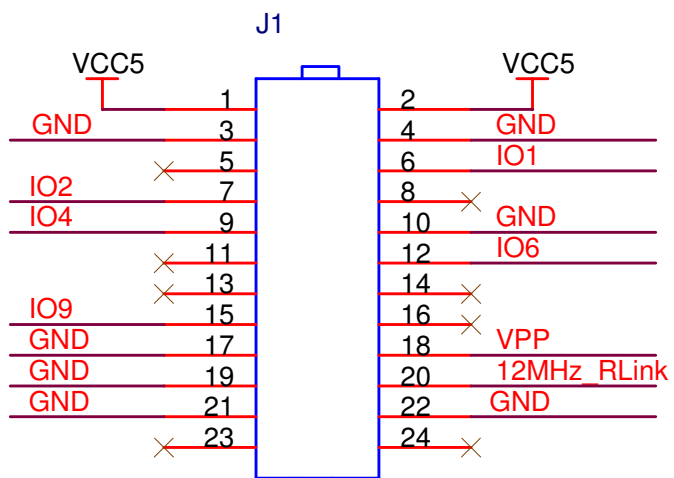 J1
VCC5 VCC5
1 2
GND 3 4 GND
5 6 IO1
IO2 7 8
IO4 9 10 GND
11 12 IO6
13 14
IO9 15 16
GND 17 18 VPP
GND 19 20 12MHz_RLink
GND 21 22 GND
23 24